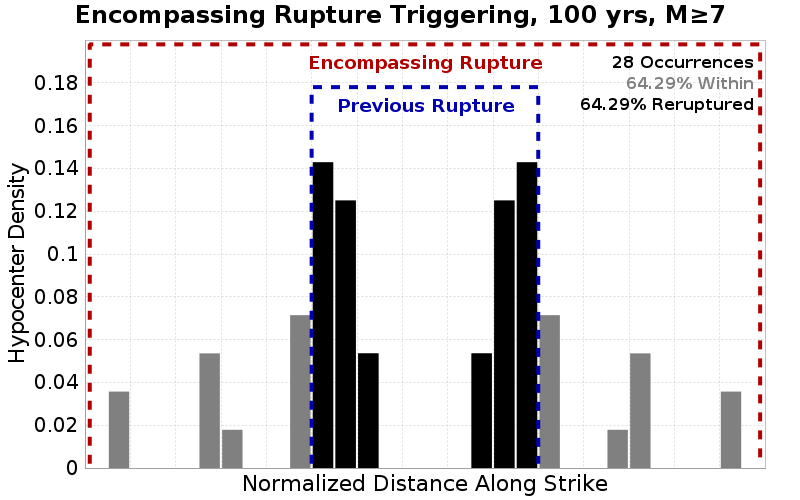 Encompassing Rupture Triggering, 100 yrs, M≥7
Encompassing Rupture
28 Occurrences
64.29% Within
64.29% Reruptured
Previous Rupture
Hypocenter Density
0.18
0.16
0.14
0.12
0.1
0.08
0.06
0.04
0.02
0
Normalized Distance Along Strike